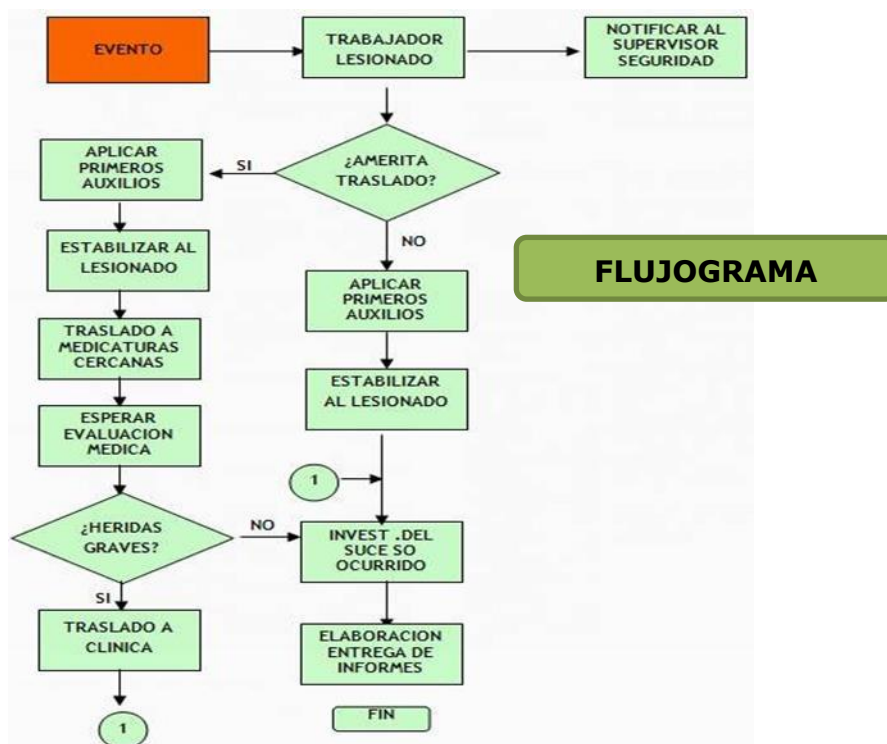 EVENTO
TRABAJADOR
LESIONADO
NOTIFICAR AL
SUPERVISOR
SEGURIDAD
¿AMERITA
TRASLADO?
SI
APLICAR
PRIMEROS
AUXILIOS
NO
ESTABILIZAR AL
LESIONADO
FLUJOGRAMA
APLICAR
PRIMEROS
AUXILIOS
TRASLADO A
MEDICATURAS
CERCANAS
ESTABILIZAR
AL LESIONADO
ESPERAR
EVALUACION
MEDICA
1
¿HERIDAS
GRAVES?
NO
INVEST .DEL
SUCE SO
OCURRIDO
SI
TRASLADO A
CLINICA
ELABORACION
ENTREGA DE
INFORMES
1
FIN